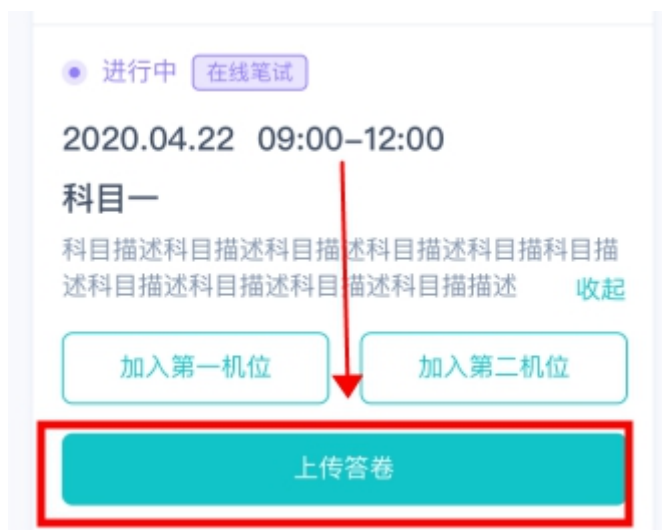 进行中 在线笔试
2020.04.22 09:00-12:00
科目一
科目描述科目描述科目描述科目描述科目描科目描
述科目描述科目描述科目描述科目描描述 收起
加入第一机位 加入第二机位
上传答卷